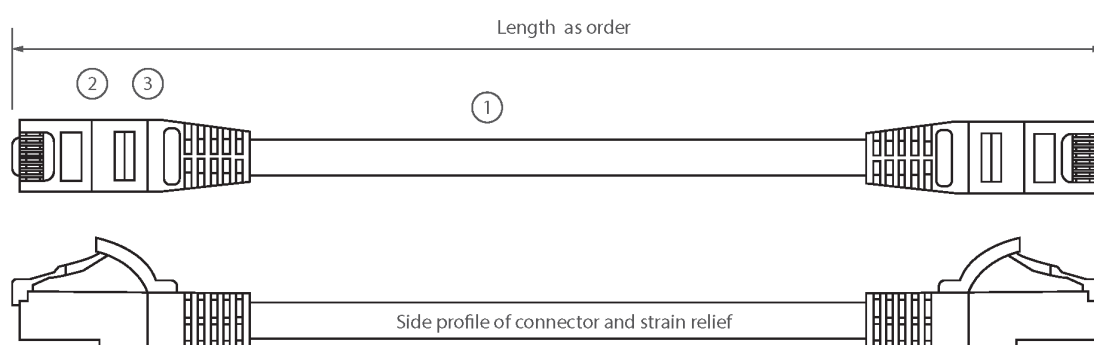 Length as order
2 3
1
Side profile of connector and strain relief